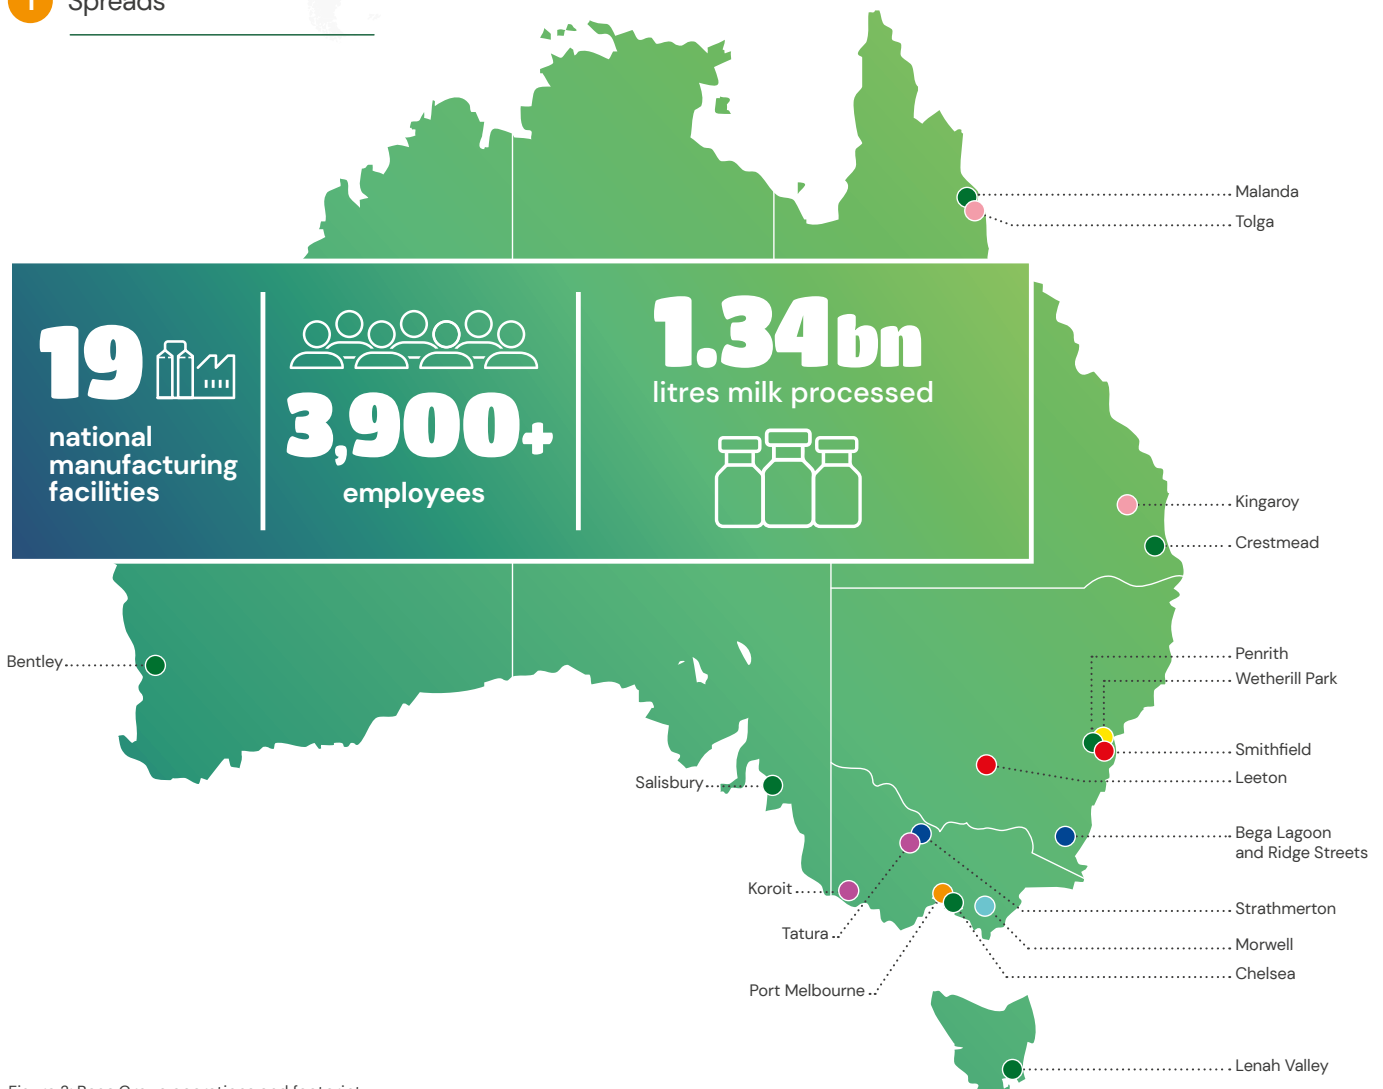 1 Spreads
Malanda
Tolga
19
national
manufacturing
facilities
3,900+
employees
1.34bn
litres milk processed
Kingaroy
Crestmead
Bentley
Penrith
Wetherill Park
Smithfield
Leeton
Salisbury
Bega Lagoon
and Ridge Streets
Koroit
Strathmerton
Tatura
Morwell
Chelsea
Port Melbourne
Lenah Valley